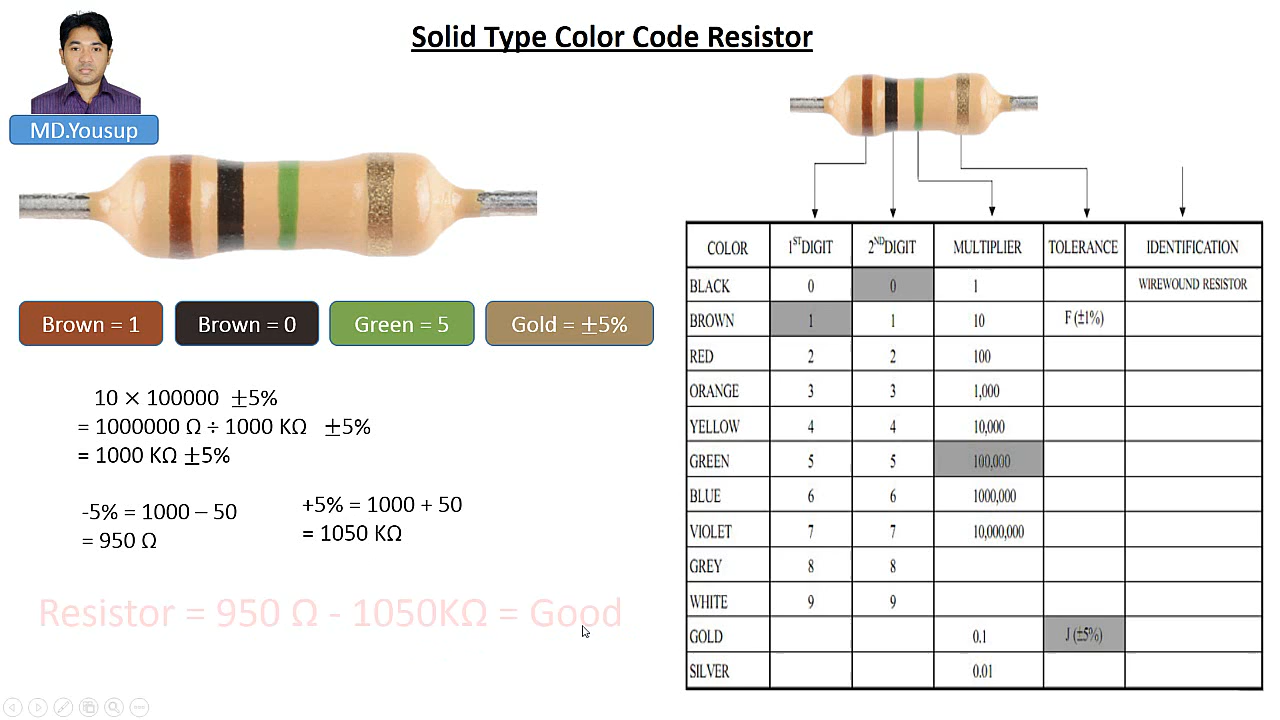 Solid Type Color Code Resistor
MD.Yousup
Brown = 1
Brown = 0
Green = 5
Gold = ±5%
10 × 100000 ±5%
= 1000000 Ω ÷ 1000 KΩ ±5%
= 1000 KΩ ±5%
-5% = 1000 – 50
= 950 Ω
+5% = 1000 + 50
= 1050 KΩ
Resistor = 950 Ω - 1050KΩ = Good
COLOR 1ST DIGIT 2ND DIGIT MULTIPLIER TOLERANCE IDENTIFICATION
BLACK 0 0 1 WIREWOUND RESISTOR
BROWN 1 1 10 F (±1%)
RED 2 2 100
ORANGE 3 3 1,000
YELLOW 4 4 10,000
GREEN 5 5 100,000
BLUE 6 6 1000,000
VIOLET 7 7 10,000,000
GREY 8 8
WHITE 9 9
GOLD 0.1 J (±5%)
SILVER 0.01